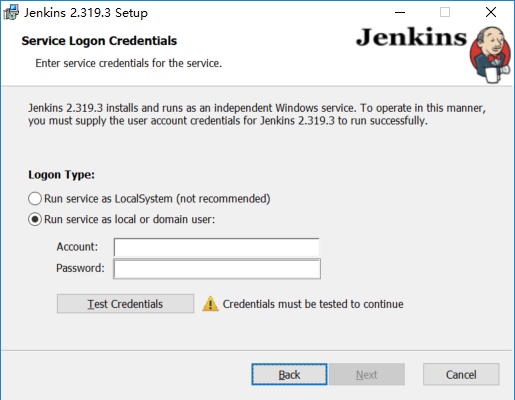 Jenkins 2.319.3 Setup
Service Logon Credentials
Jenkins
Enter service credentials for the service.
Jenkins 2.319.3 installs and runs as an independent Windows service. To operate in this manner,
you must supply the user account credentials for Jenkins 2.319.3 to run successfully.
Logon Type:
Run service as LocalSystem (not recommended)
Run service as local or domain user:
Account:
Password:
Test Credentials
Credentials must be tested to continue
Back
Next
Cancel